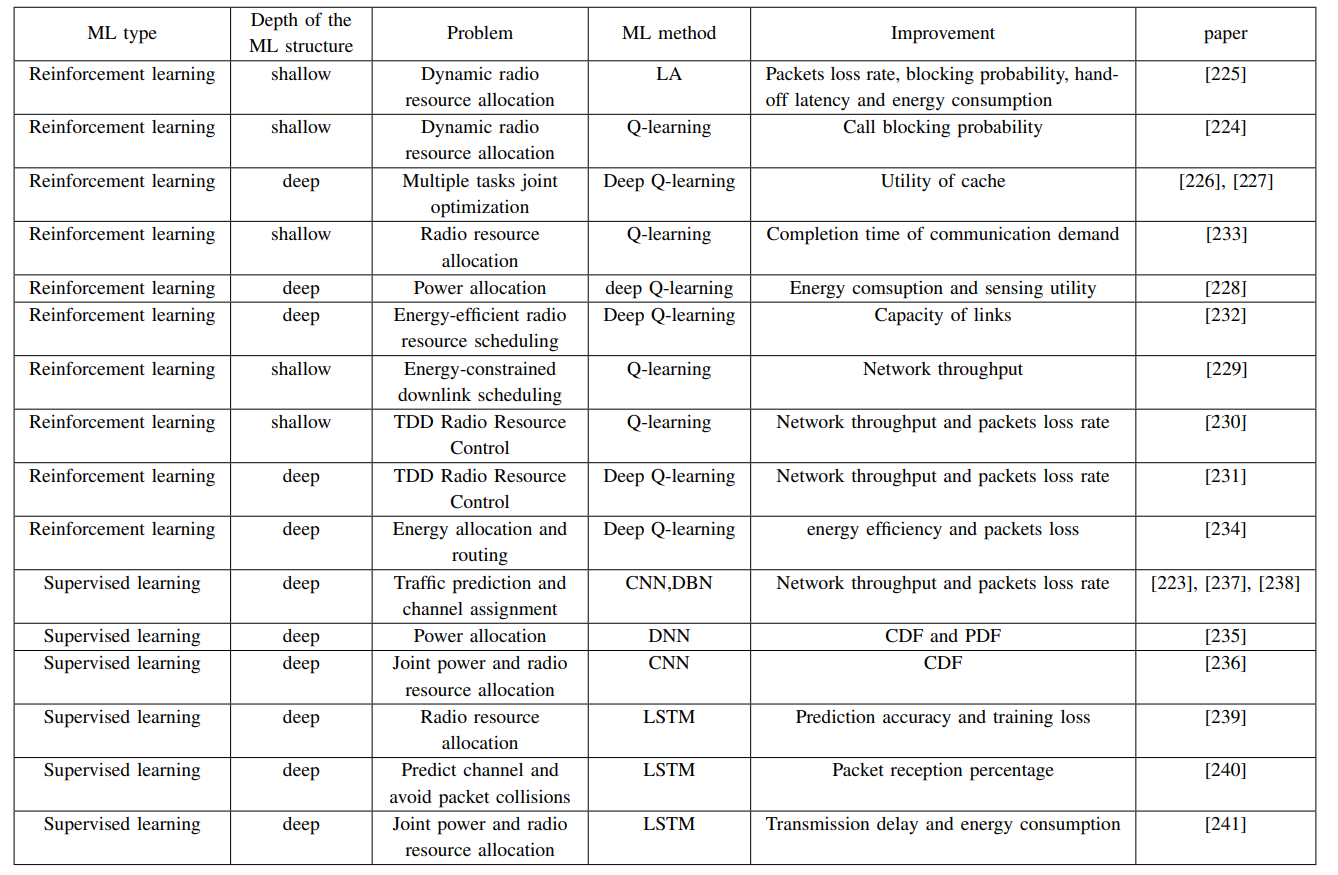 ML type Depth of the ML structure Problem ML method Improvement paper
Reinforcement learning shallow Dynamic radio LA Packets loss rate, blocking probability, hand-
resource allocation off latency and energy consumption [225]
Reinforcement learning shallow Dynamic radio Q-learning Call blocking probability [224]
resource allocation
Reinforcement learning deep Multiple tasks joint Deep Q-learning Utility of cache [226], [227]
optimization
Reinforcement learning shallow Radio resource Q-learning Completion time of communication demand [233]
allocation
Reinforcement learning deep Power allocation deep Q-learning Energy comsuption and sensing utility [228]
Reinforcement learning deep Energy-efficient radio Deep Q-learning Capacity of links [232]
resource scheduling
Reinforcement learning shallow Energy-constrained Q-learning Network throughput [229]
downlink scheduling
Reinforcement learning shallow TDD Radio Resource Q-learning Network throughput and packets loss rate [230]
Control
Reinforcement learning deep TDD Radio Resource Deep Q-learning Network throughput and packets loss rate [231]
Control
Reinforcement learning deep Energy allocation and Deep Q-learning energy efficiency and packets loss [234]
routing
Supervised learning deep Traffic prediction and CNN,DBN Network throughput and packets loss rate [223], [237], [238]
channel assignment
Supervised learning deep Power allocation DNN CDF and PDF [235]
Supervised learning deep Joint power and radio CNN CDF [236]
resource allocation
Supervised learning deep Radio resource LSTM Prediction accuracy and training loss [239]
allocation
Supervised learning deep Predict channel and LSTM Packet reception percentage [240]
avoid packet collisions
Supervised learning deep Joint power and radio LSTM Transmission delay and energy consumption [241]
resource allocation